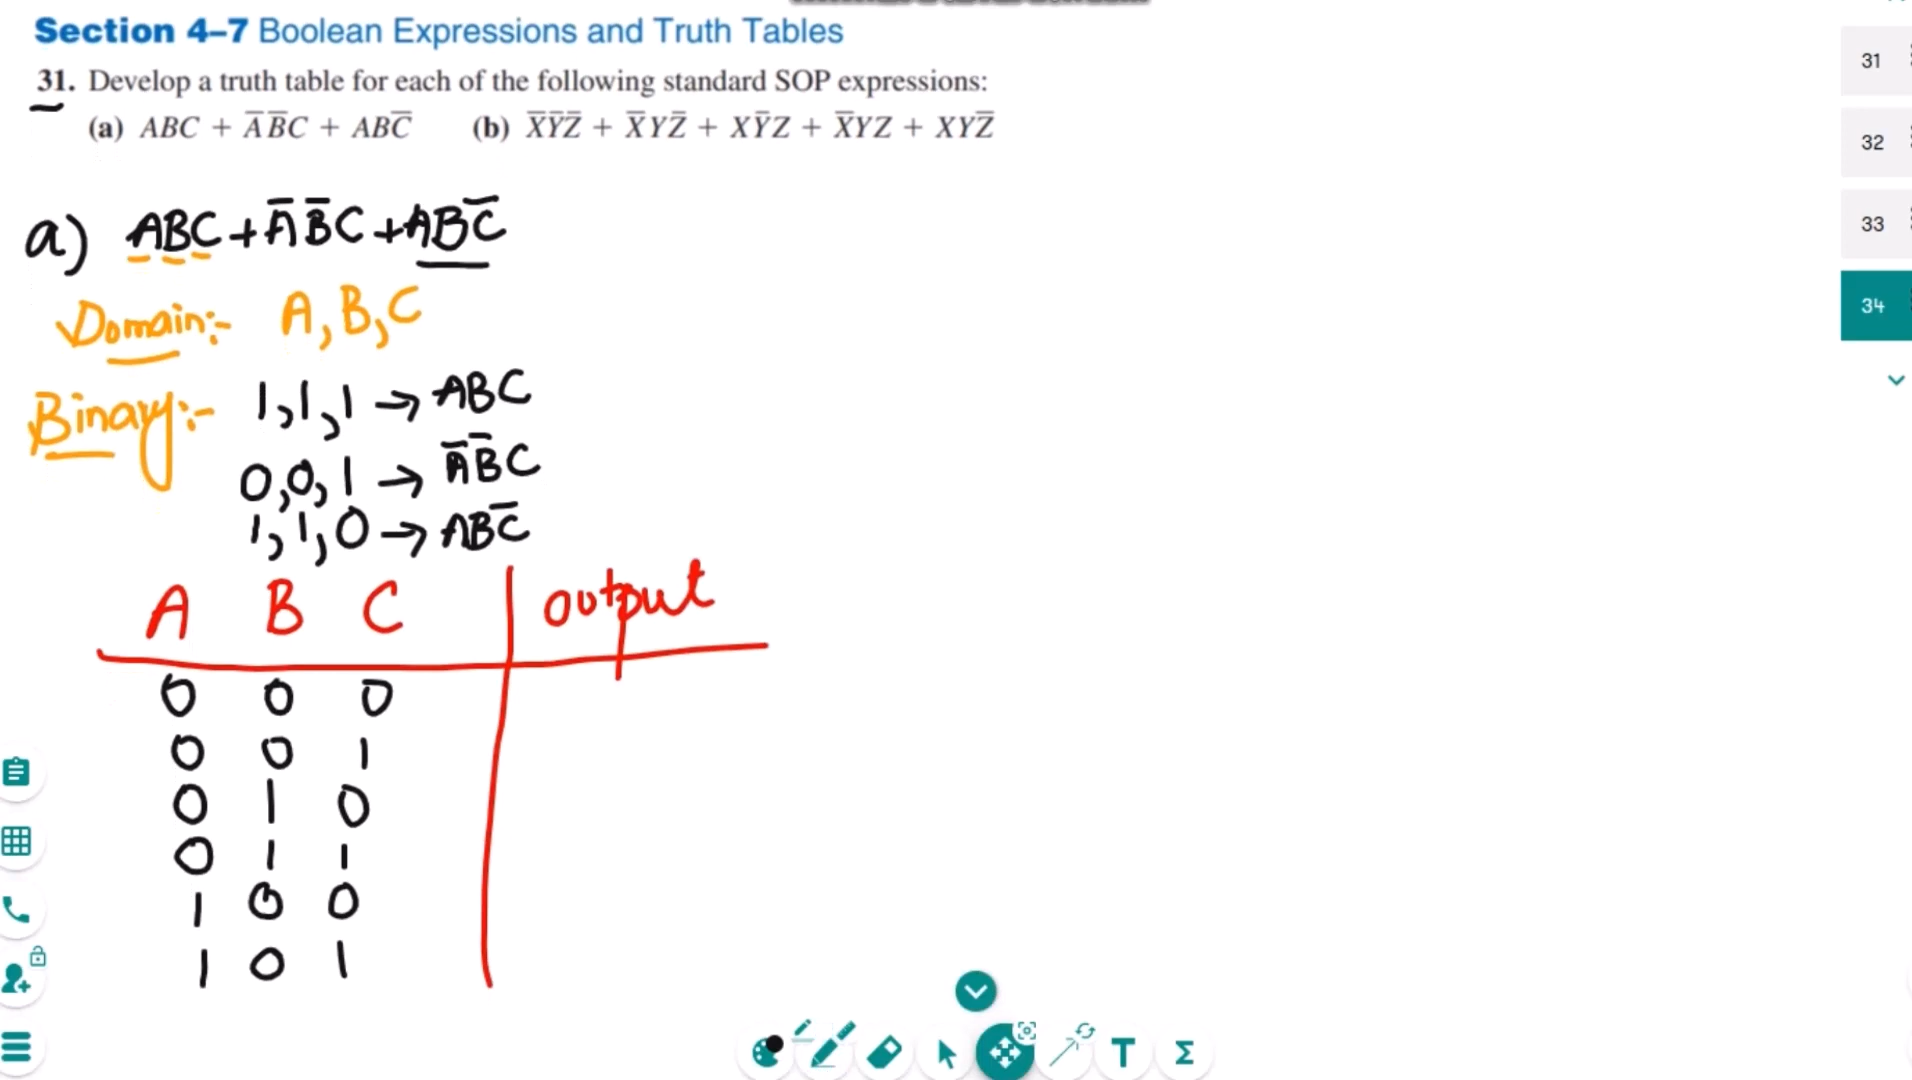 Section 4–7 Boolean Expressions and Truth Tables
31. Develop a truth table for each of the following standard SOP expressions:
(a) ABC + A̅B̅C + ABC̅ (b) X̅Y̅Z̅ + X̅YZ̅ + XY̅Z + X̅YZ + XYZ̅
a) ABC + A̅B̅C + ABC̅
Domain:- A, B, C
Binary:- 1, 1, 1 → ABC
0, 0, 1 → A̅B̅C
1, 1, 0 → ABC̅
A B C output
0 0 0
0 0 1
0 1 0
0 1 1
1 0 0
1 0 1
31
32
33
34
T Σ